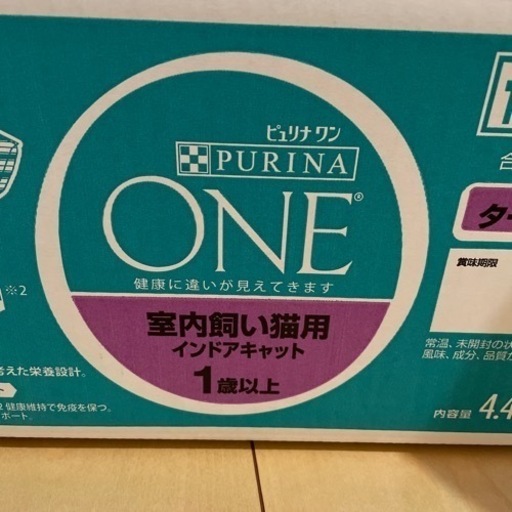 ピュリナ ワン
PURINA
ONE®
健康に違いが見えてきます
室内飼い猫用
インドアキャット
1歳以上
※2
考えた栄養設計。
健康維持で免疫を保つ。
ポート。
賞味期限
常温、未開封の状
風味、成分、品質が
内容量 4.4